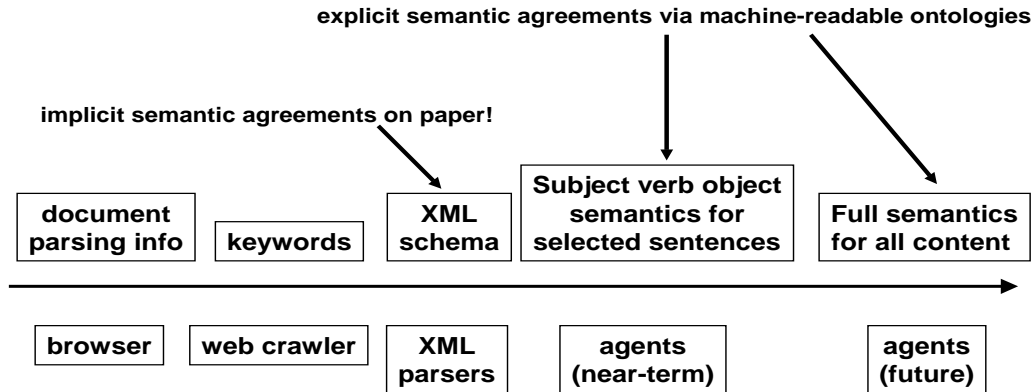 explicit semantic agreements via machine-readable ontologies
implicit semantic agreements on paper!
document
parsing info
keywords
XML
schema
Subject verb object
semantics for
selected sentences
Full semantics
for all content
browser
web crawler
XML
parsers
agents
(near-term)
agents
(future)